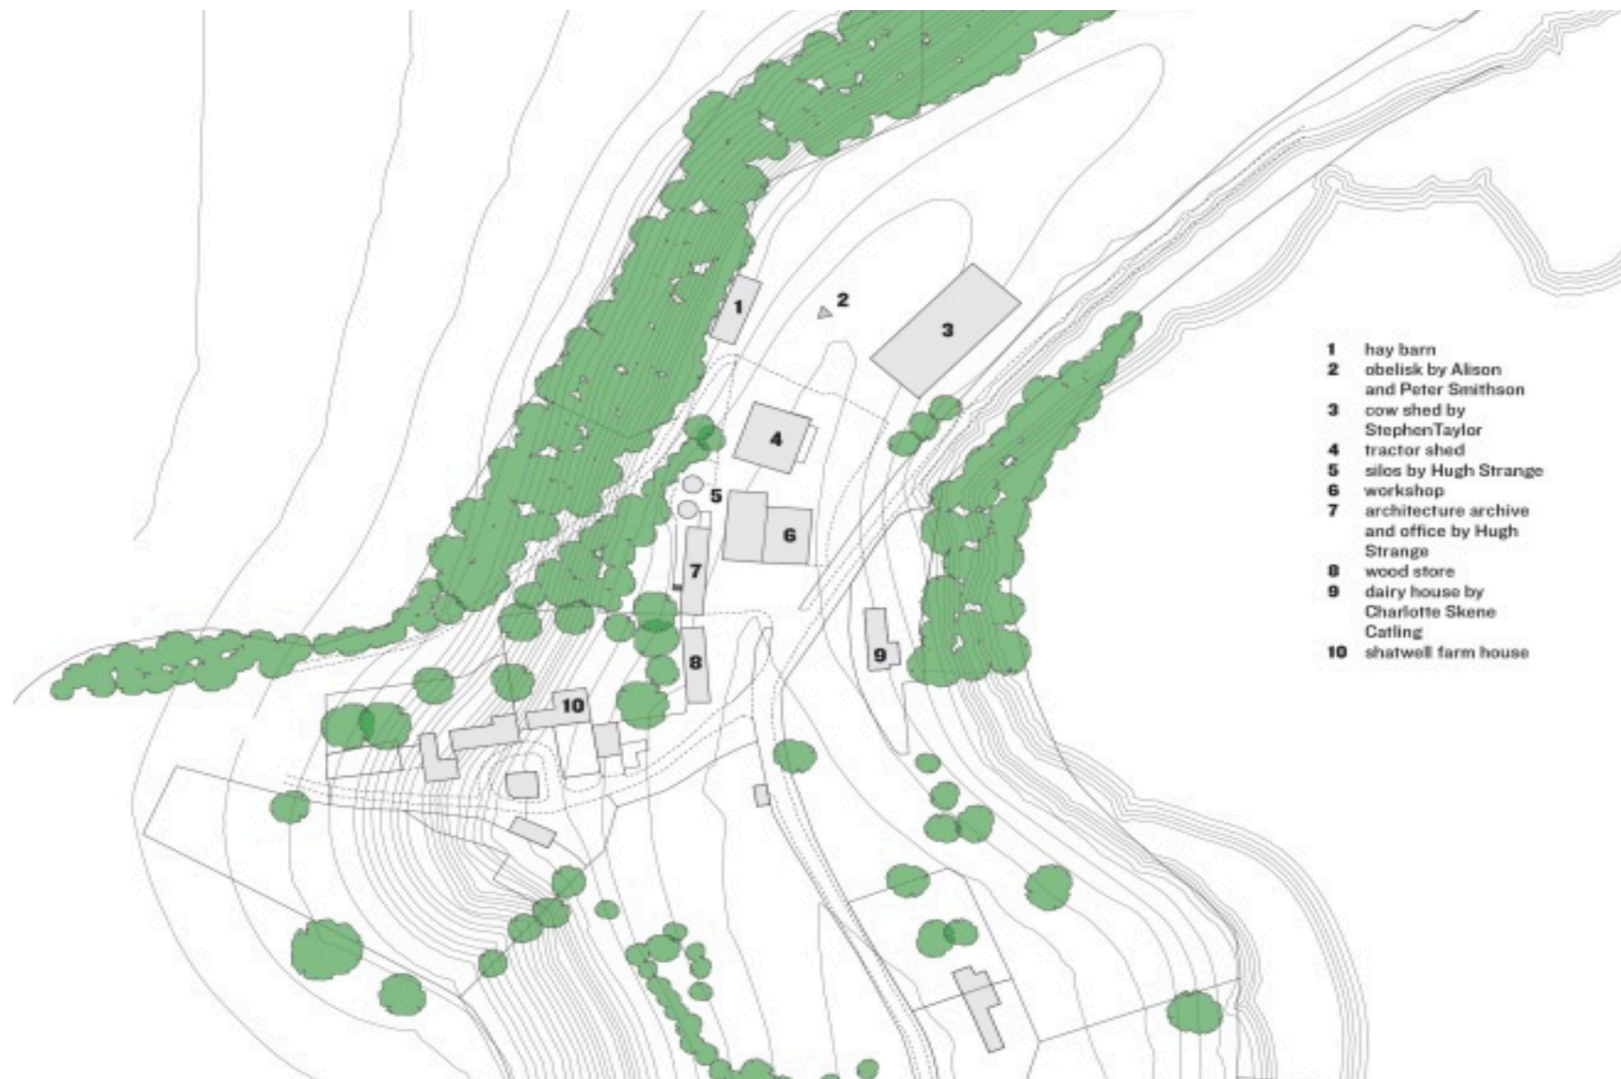 1
2
3
4
5
6
7
8
9
10
1 hay barn
2 obelisk by Alison
and Peter Smithson
3 cow shed by
StephenTaylor
4 tractor shed
5 silos by Hugh Strange
6 workshop
7 architecture archive
and office by Hugh
Strange
8 wood store
9 dairy house by
Charlotte Skene
Catling
10 shatwell farm house